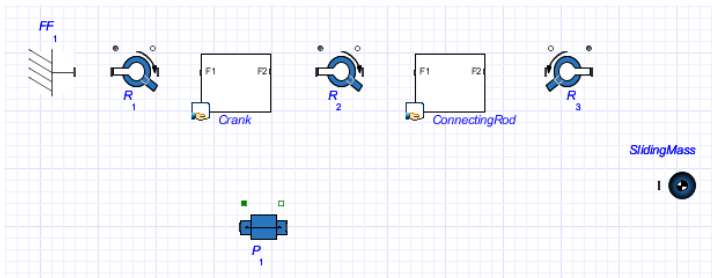 FF
1
R
1
F1 F2
Crank
R
2
F1 F2
ConnectingRod
R
3
SlidingMass
P
1